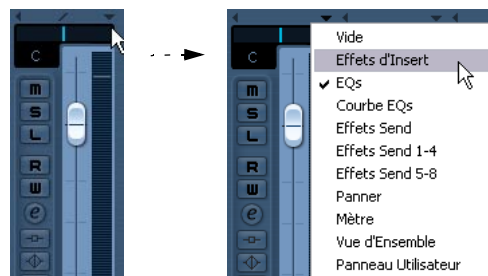 C
m
S
L
R
W
e
C
m
S
L
R
W
e
Vide
Effets d'Insert
EQs
Courbe EQs
Effets Send
Effets Send 1-4
Effets Send 5-8
Panner
Mètre
Vue d'Ensemble
Panneau Utilisateur